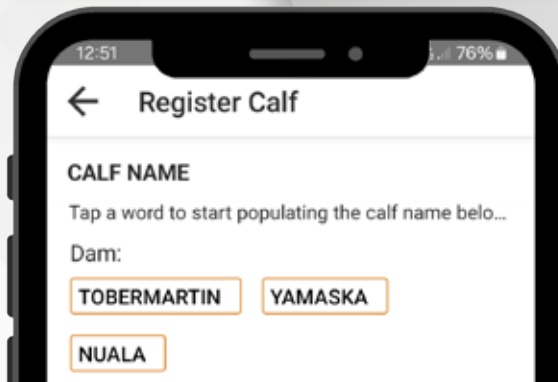 12:51 76%
Register Calf
CALF NAME
Tap a word to start populating the calf name belo...
Dam:
TOBERMARTIN YAMASKA
NUALA